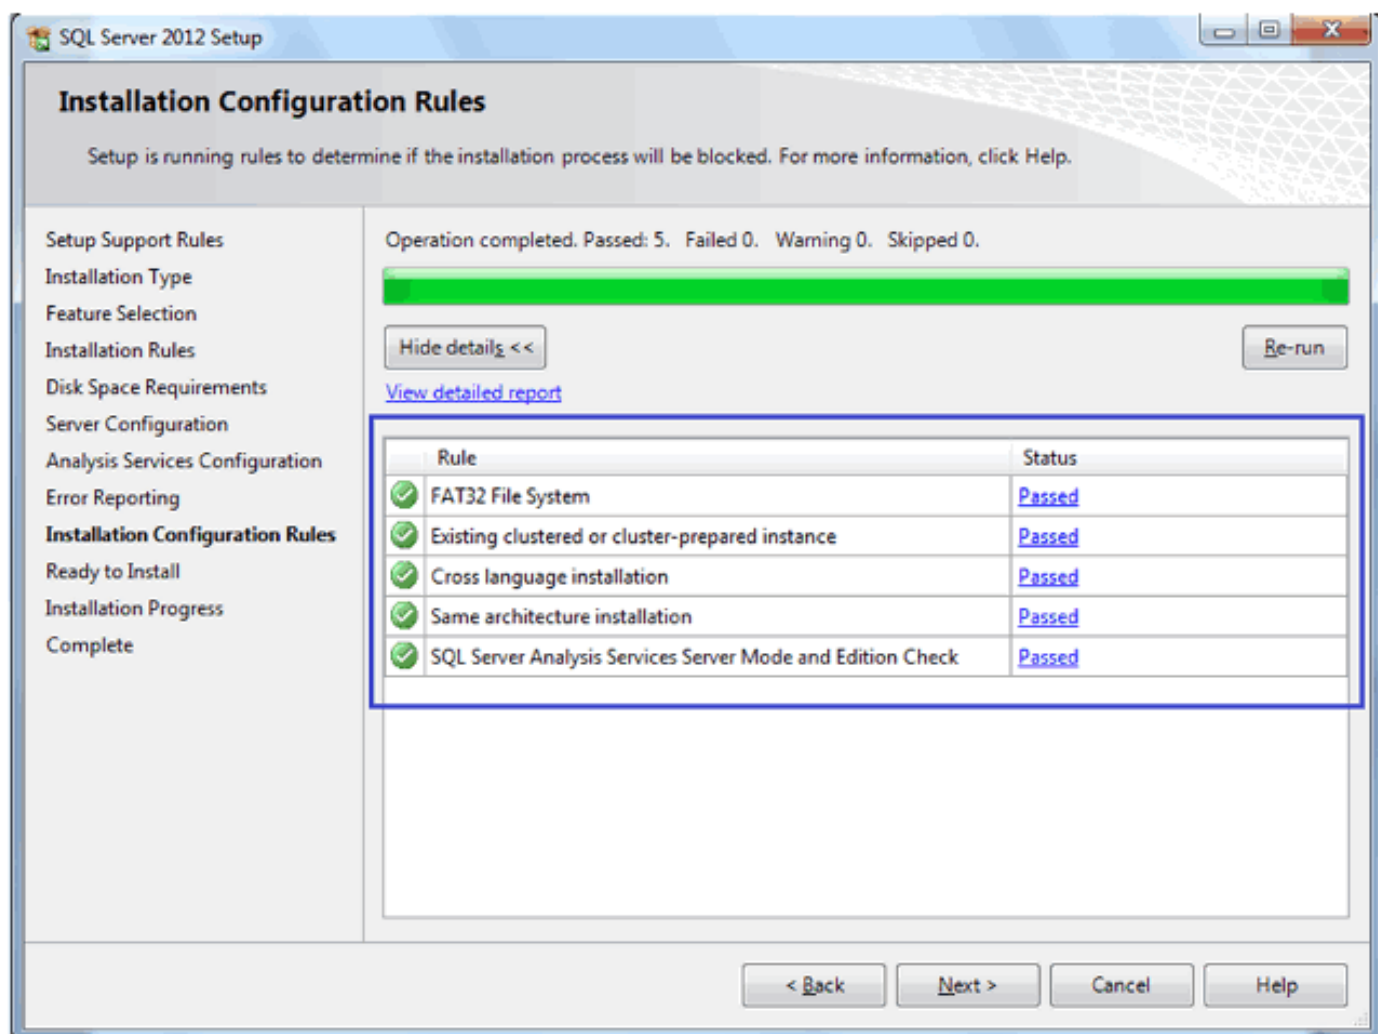 SQL Server 2012 Setup
Installation Configuration Rules
Setup is running rules to determine if the installation process will be blocked. For more information, click Help.
Setup Support Rules
Installation Type
Feature Selection
Installation Rules
Disk Space Requirements
Server Configuration
Analysis Services Configuration
Error Reporting
Installation Configuration Rules
Ready to Install
Installation Progress
Complete
Operation completed. Passed: 5. Failed 0. Warning 0. Skipped 0.
Hide details <<
Re-run
View detailed report
Rule Status
FAT32 File System Passed
Existing clustered or cluster-prepared instance Passed
Cross language installation Passed
Same architecture installation Passed
SQL Server Analysis Services Server Mode and Edition Check Passed
< Back Next > Cancel Help